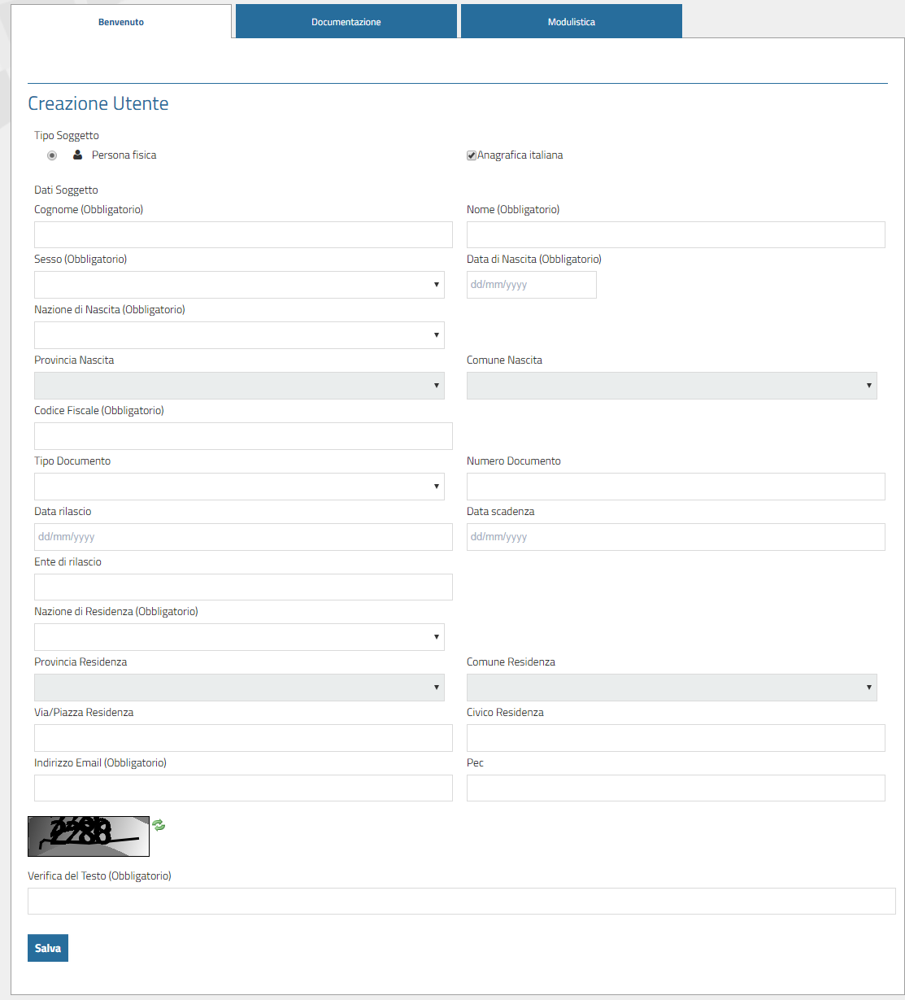 Benvenuto Documentazione Modulistica
Creazione Utente
Tipo Soggetto
Persona fisica Anagrafica italiana
Dati Soggetto
Cognome (Obbligatorio) Nome (Obbligatorio)
Sesso (Obbligatorio) Data di Nascita (Obbligatorio)
dd/mm/yyyy
Nazione di Nascita (Obbligatorio)
Provincia Nascita Comune Nascita
Codice Fiscale (Obbligatorio)
Tipo Documento Numero Documento
Data rilascio Data scadenza
dd/mm/yyyy dd/mm/yyyy
Ente di rilascio
Nazione di Residenza (Obbligatorio)
Provincia Residenza Comune Residenza
Via/Piazza Residenza Civico Residenza
Indirizzo Email (Obbligatorio) Pec
Verifica del Testo (Obbligatorio)
Salva